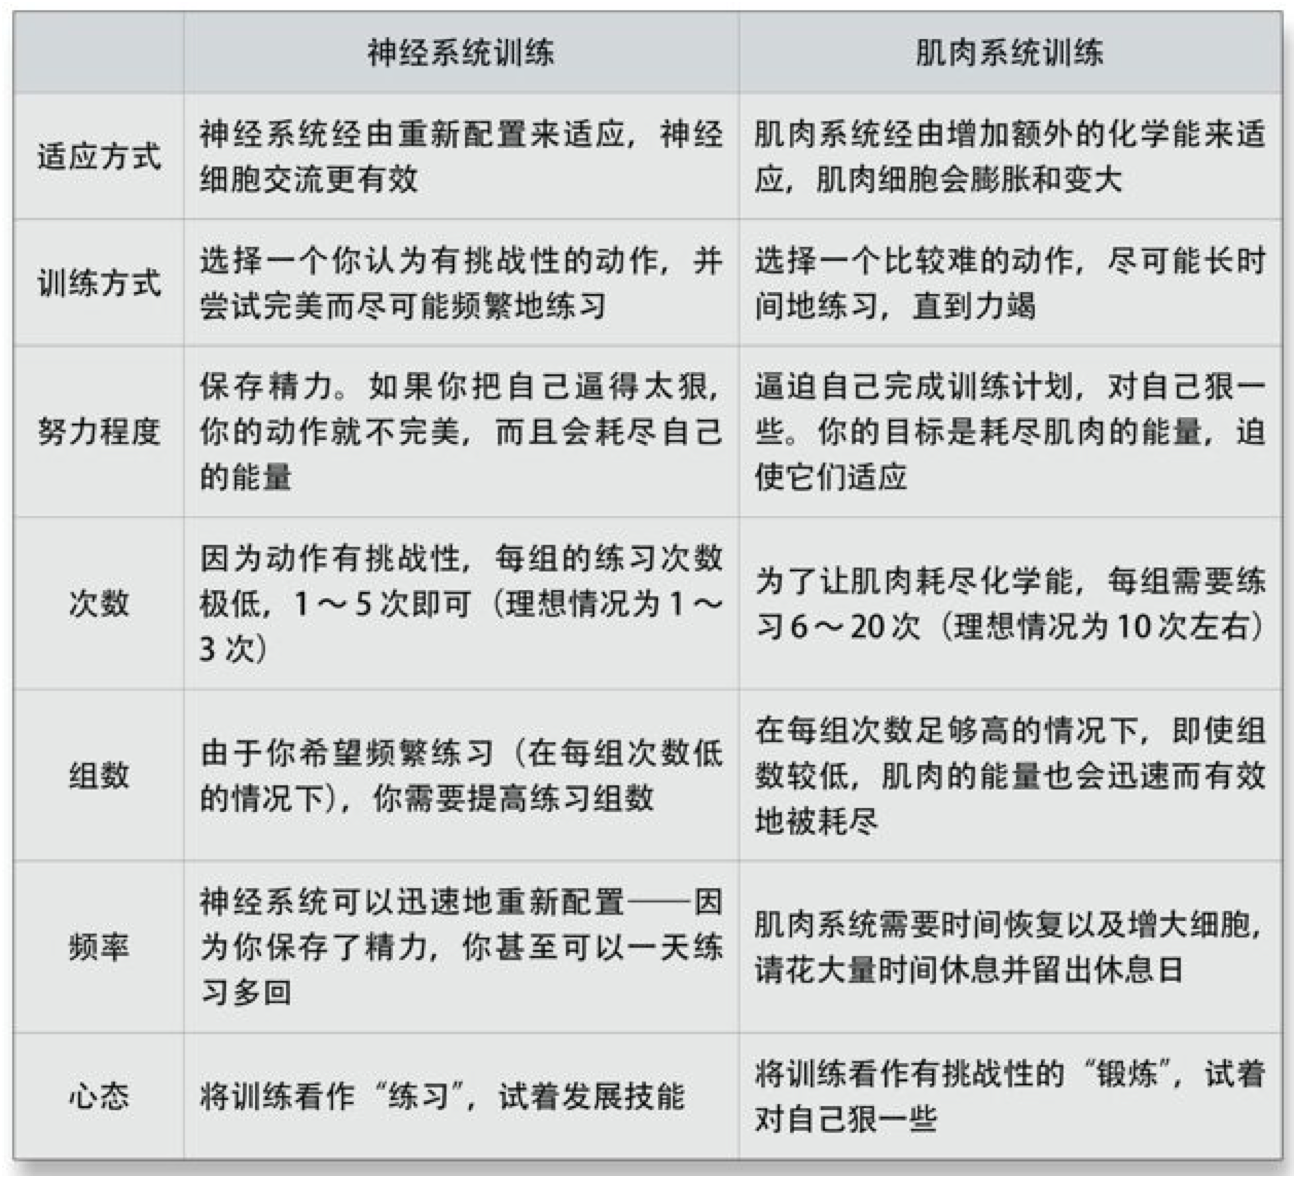 神经系统训练
肌肉系统训练
适应方式
神经系统经由重新配置来适应，神经
细胞交流更有效
肌肉系统经由增加额外的化学能来适
应，肌肉细胞会膨胀和变大
训练方式
选择一个你认为有挑战性的动作，并
尝试完美而尽可能频繁地练习
选择一个比较难的动作，尽可能长时
间地练习，直到力竭
努力程度
保存精力。如果你把自己逼得太狠，
你的动作就不完美，而且会耗尽自己
的能量
逼迫自己完成训练计划，对自己狠一
些。你的目标是耗尽肌肉的能量，迫
使它们适应
次数
因为动作有挑战性，每组的练习次数
极低，1～5次即可（理想情况为1～
3次）
为了让肌肉耗尽化学能，每组需要练
习6～20次（理想情况为10次左右）
组数
由于你希望频繁练习（在每组次数低
的情况下），你需要提高练习组数
在每组次数足够高的情况下，即使组
数较低，肌肉的能量也会迅速而有效
地被耗尽
频率
神经系统可以迅速地重新配置——因
为你保存了精力，你甚至可以一天练
习多回
肌肉系统需要时间恢复以及增大细胞，
请花大量时间休息并留出休息日
心态
将训练看作“练习”，试着发展技能
将训练看作有挑战性的“锻炼”，试着
对自己狠一些